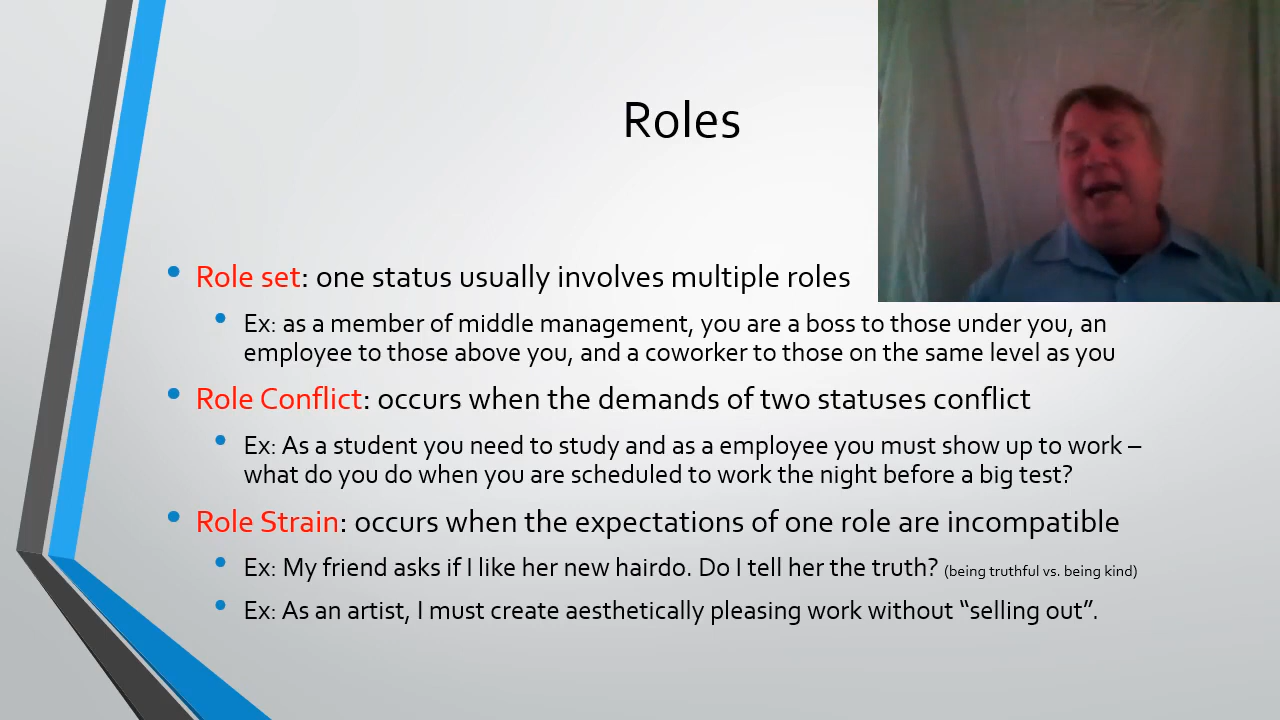 Roles
Role set: one status usually involves multiple roles
Ex: as a member of middle management, you are a boss to those under you, an
employee to those above you, and a coworker to those on the same level as you
Role Conflict: occurs when the demands of two statuses conflict
Ex: As a student you need to study and as a employee you must show up to work –
what do you do when you are scheduled to work the night before a big test?
Role Strain: occurs when the expectations of one role are incompatible
Ex: My friend asks if I like her new hairdo. Do I tell her the truth? (being truthful vs. being kind)
Ex: As an artist, I must create aesthetically pleasing work without “selling out”.